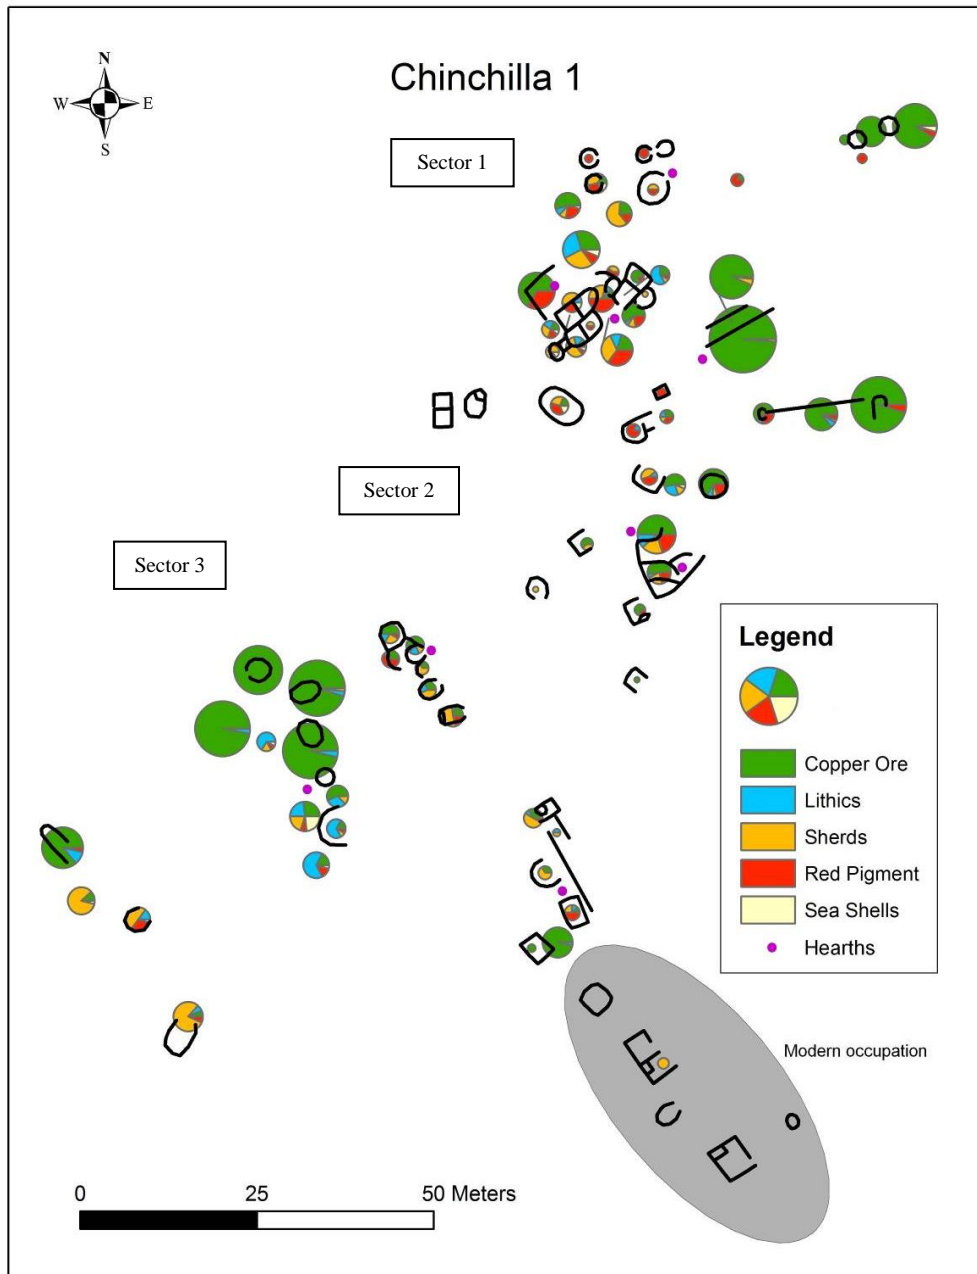 Chinchilla 1
N
W E
S
Sector 1
Sector 2
Sector 3
Legend
Copper Ore
Lithics
Sherds
Red Pigment
Sea Shells
Hearths
Modern occupation
0 25 50 Meters